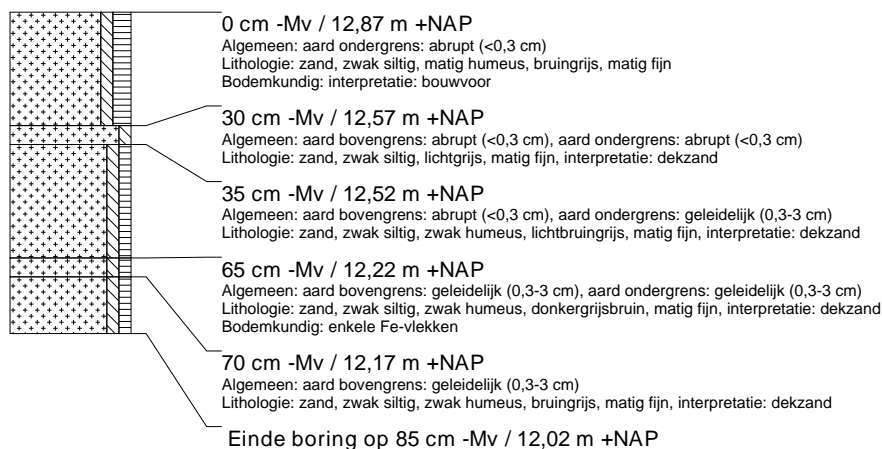 0 cm -Mv / 12,87 m +NAP
Algemeen: aard ondergrens: abrupt (<0,3 cm)
Lithologie: zand, zwak siltig, matig humeus, bruingrijs, matig fijn
Bodemkundig: interpretatie: bouwvoor
30 cm -Mv / 12,57 m +NAP
Algemeen: aard bovengrens: abrupt (<0,3 cm), aard ondergrens: abrupt (<0,3 cm)
Lithologie: zand, zwak siltig, lichtgrijs, matig fijn, interpretatie: dekzand
35 cm -Mv / 12,52 m +NAP
Algemeen: aard bovengrens: abrupt (<0,3 cm), aard ondergrens: geleidelijk (0,3-3 cm)
Lithologie: zand, zwak siltig, zwak humeus, lichtbruingrijs, matig fijn, interpretatie: dekzand
65 cm -Mv / 12,22 m +NAP
Algemeen: aard bovengrens: geleidelijk (0,3-3 cm), aard ondergrens: geleidelijk (0,3-3 cm)
Lithologie: zand, zwak siltig, zwak humeus, donkergrijsbruin, matig fijn, interpretatie: dekzand
Bodemkundig: enkele Fe-vlekken
70 cm -Mv / 12,17 m +NAP
Algemeen: aard bovengrens: geleidelijk (0,3-3 cm)
Lithologie: zand, zwak siltig, zwak humeus, bruingrijs, matig fijn, interpretatie: dekzand
Einde boring op 85 cm -Mv / 12,02 m +NAP